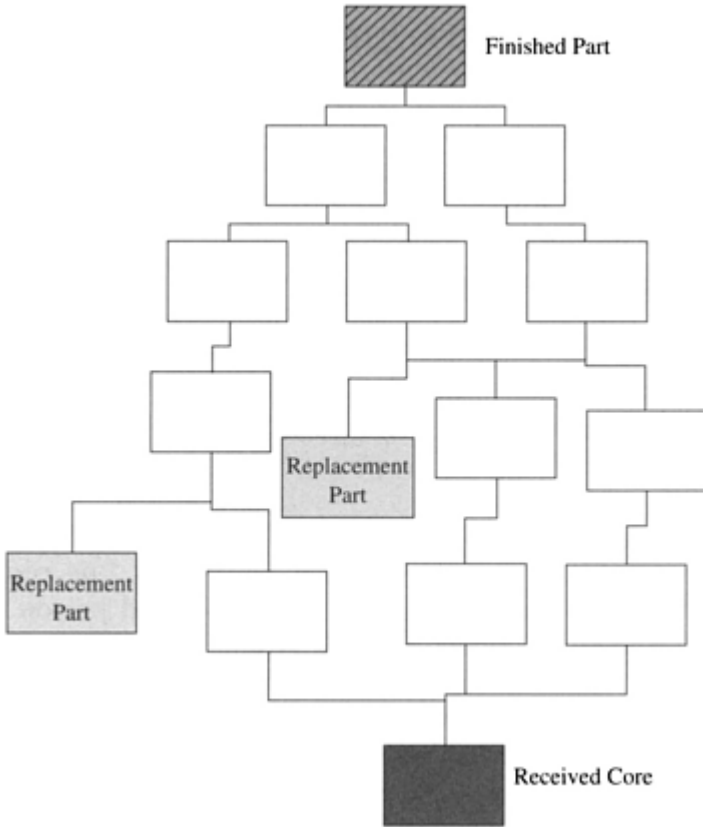 Finished Part
Replacement
Part
Replacement
Part
Received Core